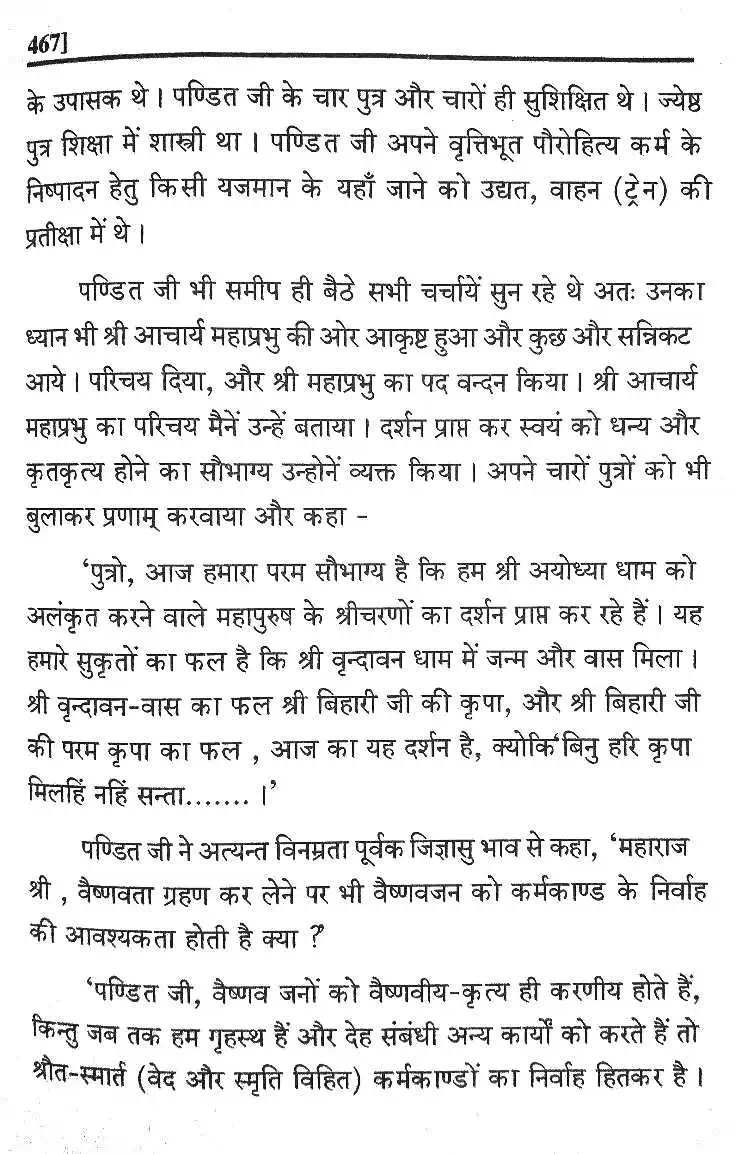 467]
के उपासक थे। पण्डित जी के चार पुत्र और चारों ही सुशिक्षित थे। ज्येष्ठ
पुत्र शिक्षा में शास्त्री था। पण्डित जी अपने वृत्तिभूत पौरोहित्य कर्म के
निष्पादन हेतु किसी यजमान के यहाँ जाने को उद्यत, वाहन (ट्रेन) की
प्रतीक्षा में थे।
पण्डित जी भी समीप ही बैठे सभी चर्चायें सुन रहे थे अतः उनका
ध्यान भी श्री आचार्य महाप्रभु की ओर आकृष्ट हुआ और कुछ और सन्निकट
आये। परिचय दिया, और श्री महाप्रभु का पद वन्दन किया। श्री आचार्य
महाप्रभु का परिचय मैनें उन्हें बताया। दर्शन प्राप्त कर स्वयं को धन्य और
कृतकृत्य होने का सौभाग्य उन्होनें व्यक्त किया। अपने चारों पुत्रों को भी
बुलाकर प्रणाम् करवाया और कहा -
‘पुत्रो, आज हमारा परम सौभाग्य है कि हम श्री अयोध्या धाम को
अलंकृत करने वाले महापुरुष के श्रीचरणों का दर्शन प्राप्त कर रहे हैं। यह
हमारे सुकृतों का फल है कि श्री वृन्दावन धाम में जन्म और वास मिला।
श्री वृन्दावन-वास का फल श्री बिहारी जी की कृपा, और श्री बिहारी जी
की परम कृपा का फल , आज का यह दर्शन है, क्योकि‘बिनु हरि कृपा
मिलहिं नहिं सन्ता.......।’
पण्डित जी ने अत्यन्त विनम्रता पूर्वक जिज्ञासु भाव से कहा, ‘महाराज
श्री , वैष्णवता ग्रहण कर लेने पर भी वैष्णवजन को कर्मकाण्ड के निर्वाह
की आवश्यकता होती है क्या ?’
‘पण्डित जी, वैष्णव जनों को वैष्णवीय-कृत्य ही करणीय होते हैं,
किन्तु जब तक हम गृहस्थ हैं और देह संबंधी अन्य कार्यों को करते हैं तो
श्रौत-स्मार्त (वेद और स्मृति विहित) कर्मकाण्डों का निर्वाह हितकर है।